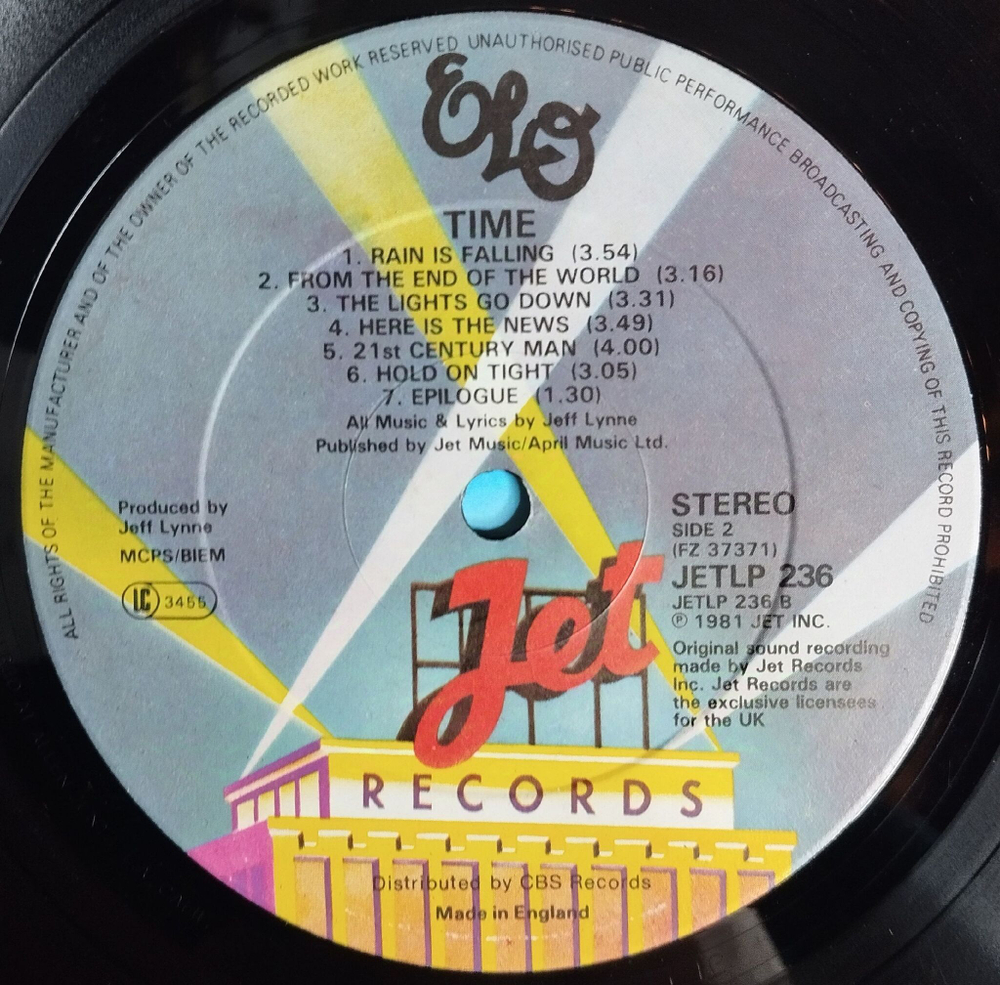 ALL RIGHTS OF THE MANUFACTURER AND OF THE OWNER OF THE RECORDED WORK RESERVED UNAUTHORISED PUBLIC PERFORMANCE BROADCASTING AND COPYING OF THIS RECORD PROHIBITED
ELO
TIME
1. RAIN IS FALLING (3.54)
2. FROM THE END OF THE WORLD (3.16)
3. THE LIGHTS GO DOWN (3.31)
4. HERE IS THE NEWS (3.49)
5. 21st CENTURY MAN (4.00)
6. HOLD ON TIGHT (3.05)
7. EPILOGUE (1.30)
All Music & Lyrics by Jeff Lynne
Published by Jet Music/April Music Ltd.
Produced by
Jeff Lynne
MCPS/BIEM
LC 3455
STEREO
SIDE 2
(FZ 37371)
JETLP 236
JETLP 236 B
℗ 1981 JET INC.
Original sound recording
made by Jet Records
Inc. Jet Records are
the exclusive licensees
for the UK
Jet
RECORDS
Distributed by CBS Records
Made in England